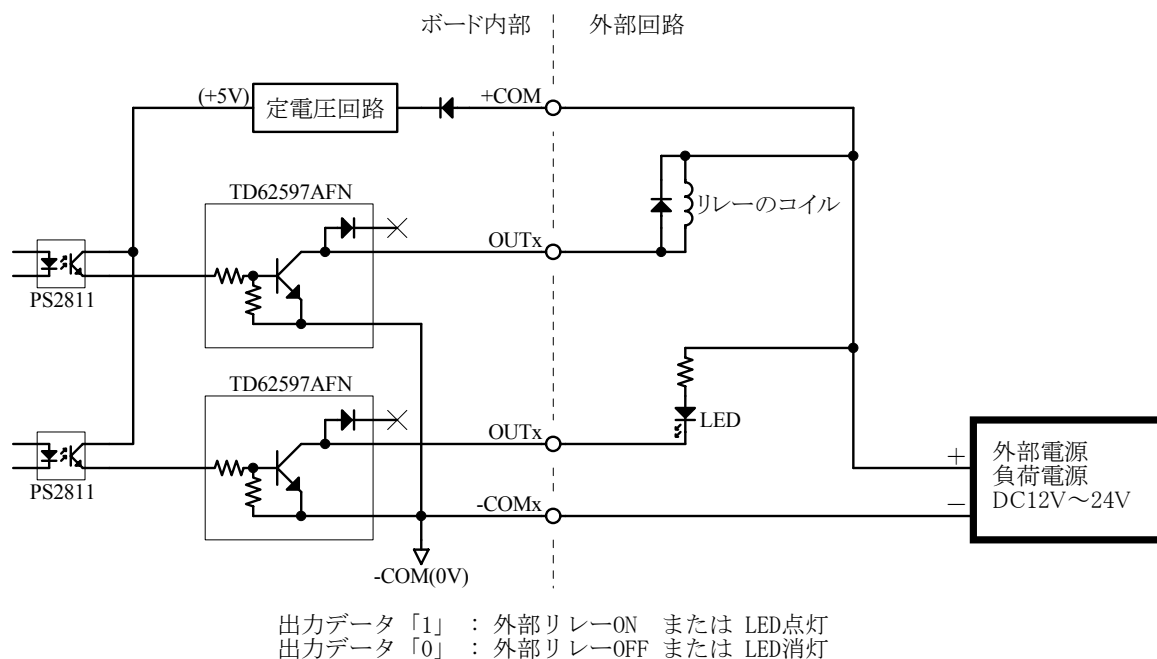 ボード内部 外部回路
(+5V) 定電圧回路 +COM
TD62597AFN
リレーのコイル
OUTx
PS2811
TD62597AFN
LED
OUTx
PS2811
-COMx
-COM(0V)
+ 外部電源
負荷電源
- DC12V~24V
出力データ「1」 : 外部リレーON または LED点灯
出力データ「0」 : 外部リレーOFF または LED消灯